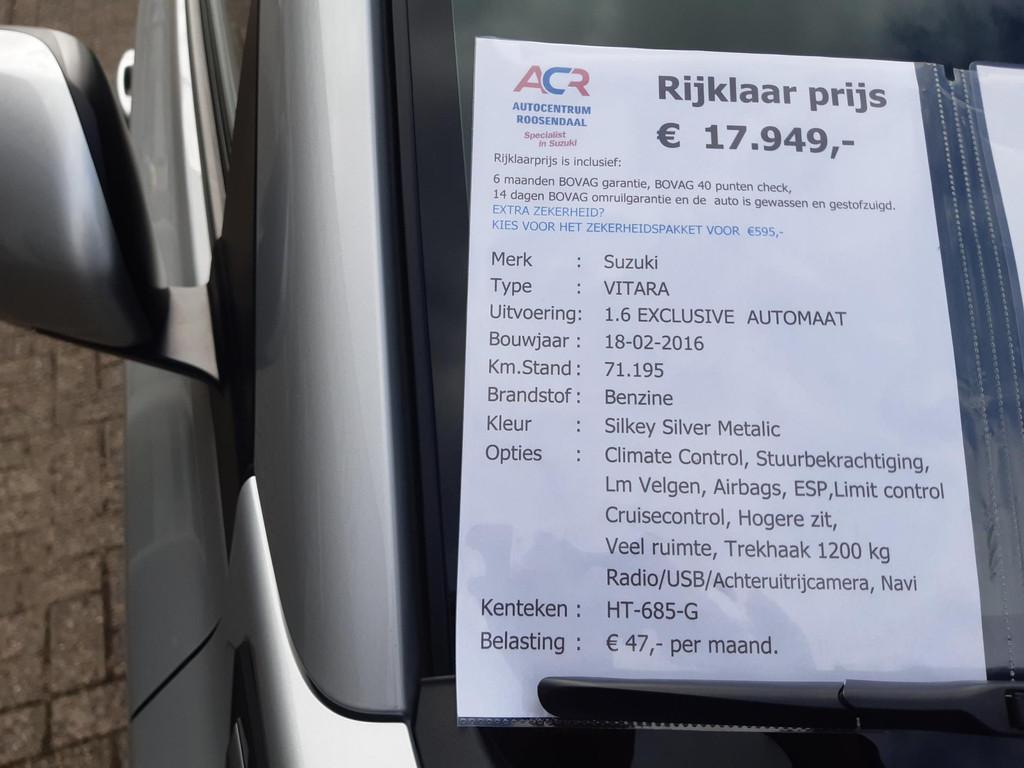 ACR
AUTOCENTRUM
ROOSENDAAL
Specialist
in Suzuki
Rijklaar prijs
€ 17.949,-
Rijklaarprijs is inclusief:
6 maanden BOVAG garantie, BOVAG 40 punten check,
14 dagen BOVAG omruilgarantie en de auto is gewassen en gestofzuigd.
EXTRA ZEKERHEID?
KIES VOOR HET ZEKERHEIDSPAKKET VOOR €595,-
Merk : Suzuki
Type : VITARA
Uitvoering: 1.6 EXCLUSIVE AUTOMAAT
Bouwjaar : 18-02-2016
Km.Stand : 71.195
Brandstof : Benzine
Kleur : Silkey Silver Metalic
Opties : Climate Control, Stuurbekrachtiging,
Lm Velgen, Airbags, ESP,Limit control
Cruisecontrol, Hogere zit,
Veel ruimte, Trekhaak 1200 kg
Radio/USB/Achteruitrijcamera, Navi
Kenteken : HT-685-G
Belasting : € 47,- per maand.